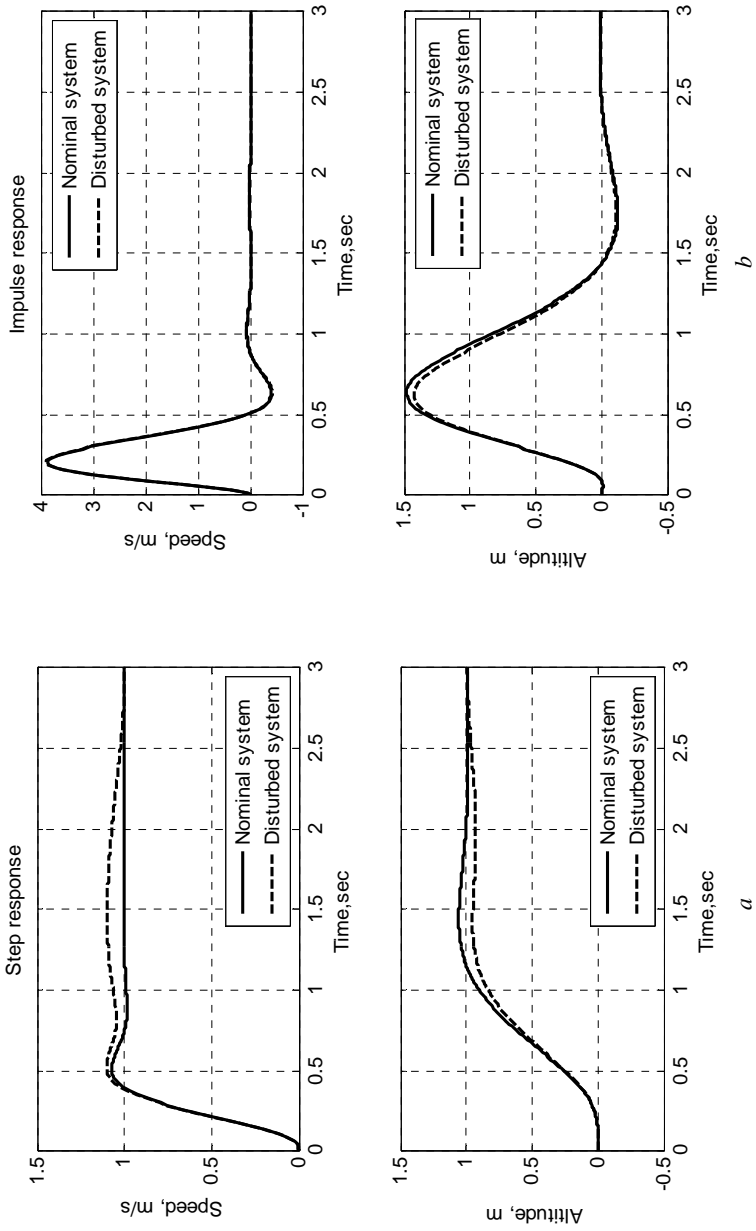 Step response
1.5
1
0.5
0
Speed, m/s
Nominal system
Disturbed system
0 0.5 1 1.5 2 2.5 3
Time,sec
1.5
1
0.5
0
-0.5
Altitude, m
Nominal system
Disturbed system
0 0.5 1 1.5 2 2.5 3
Time,sec
a
Impulse response
4
3
2
1
0
-1
Speed, m/s
Nominal system
Disturbed system
0 0.5 1 1.5 2 2.5 3
Time,sec
1.5
1
0.5
0
-0.5
Altitude, m
Nominal system
Disturbed system
0 0.5 1 1.5 2 2.5 3
Time,sec
b